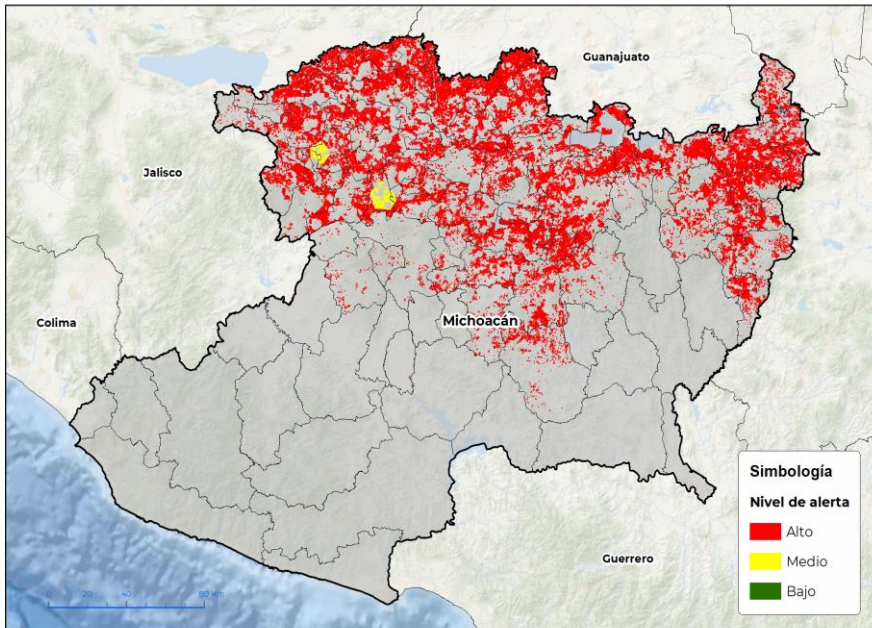 Guanajuato
Jalisco
Colima
Michoacán
Guerrero
Simbología
Nivel de alerta
Alto
Medio
Bajo
0 20 40 80 Km